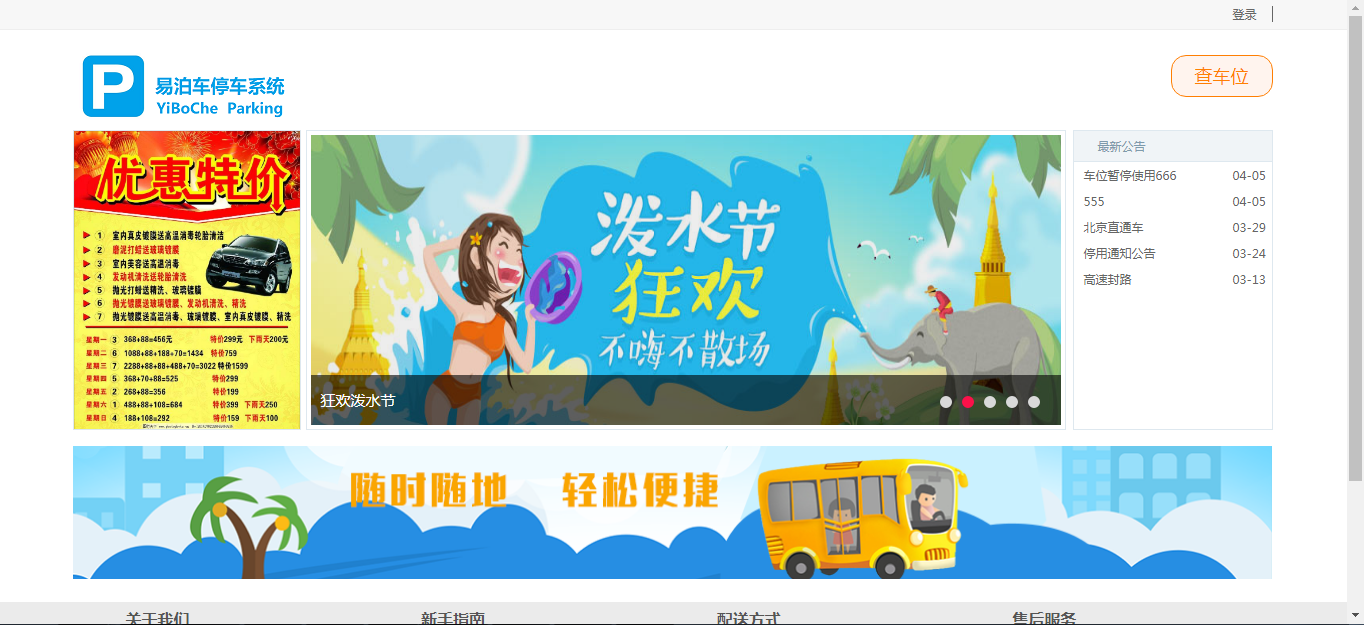 登录
P
易泊车停车系统
YiBoChe Parking
查车位
优惠特价
1 室内真皮镀膜送高温消毒轮胎清洁
2 磨泥打蜡送玻璃镀膜
3 室内美容送高温消毒
4 发动机清洗送轮胎清洗
5 抛光打蜡送精洗、玻璃镀膜
6 抛光镀膜送玻璃镀膜、发动机清洗、精洗
7 抛光镀膜送高温消毒、玻璃镀膜、室内真皮镀膜、精洗
星期一 3 368+88=456元 特价299元 下雨天200元
星期二 6 1088+88+188+70=1434 特价759
星期三 7 2288+88+88+488+70=3022 特价1599
星期四 5 368+70+88=525 特价299
星期五 2 268+88=356 特价199
星期六 1 488+88+108=684 特价399 下雨天250
星期日 4 188+108=292 特价159 下雨天100
泼水节
狂欢
不嗨不散场
狂欢泼水节
最新公告
车位暂停使用666 04-05
555 04-05
北京直通车 03-29
停用通知公告 03-24
高速封路 03-13
随时随地 轻松便捷
关于我们 新手指南 配送方式 售后服务